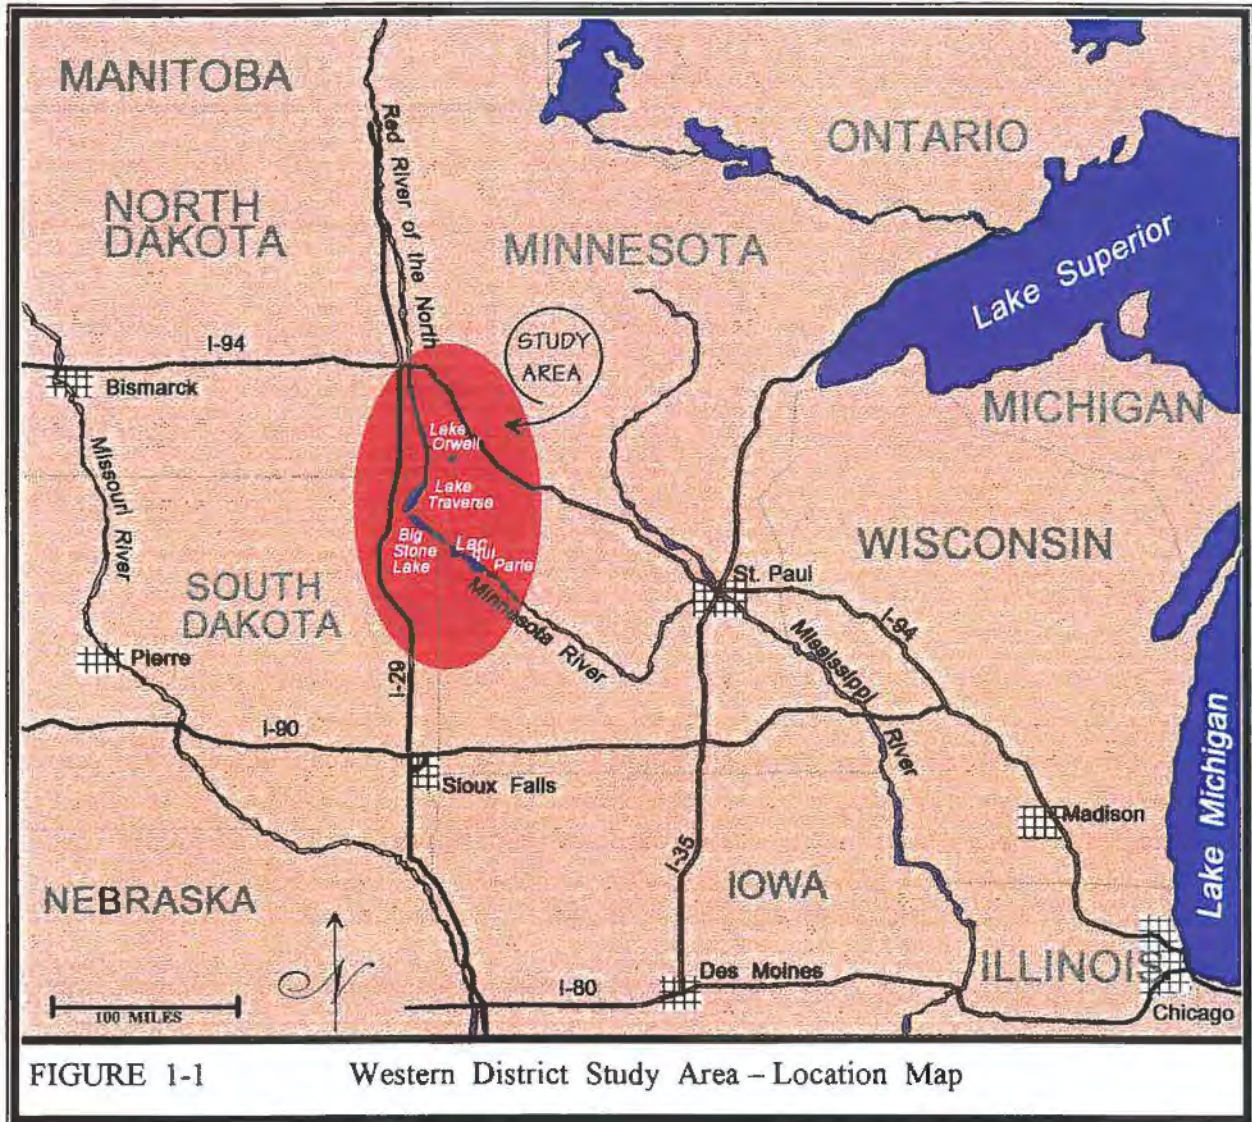 MANITOBA
ONTARIO
Red River of the North
NORTH
DAKOTA
MINNESOTA
Lake Superior
I-94
STUDY
AREA
Bismarck
MICHIGAN
Lake
Orwell
Missouri River
Lake
Traverse
Big
Stone
Lake
Lac
qui
Parle
WISCONSIN
St. Paul
SOUTH
DAKOTA
Minnesota River
I-94
Mississippi
River
Pierre
I-29
I-90
Lake Michigan
Sioux Falls
Madison
I-35
IOWA
NEBRASKA
N
Des Moines
ILLINOIS
I-80
100 MILES
Chicago
FIGURE 1-1 Western District Study Area – Location Map